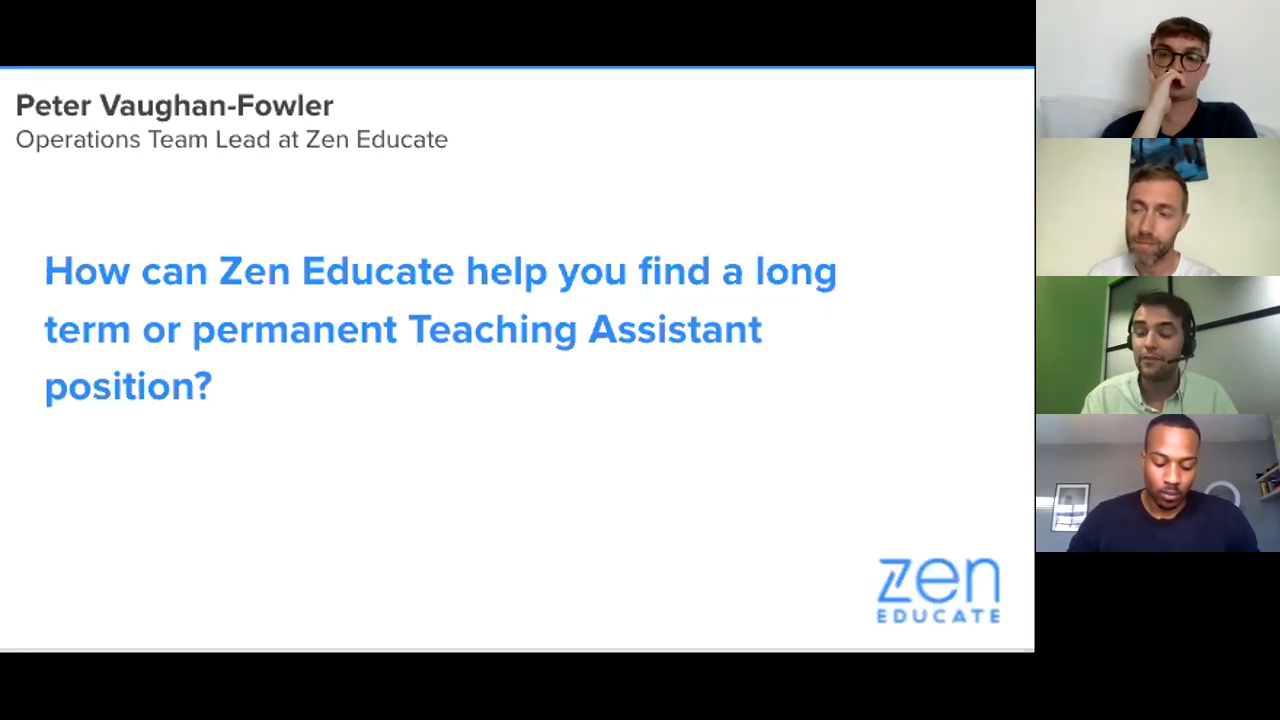 Peter Vaughan-Fowler
Operations Team Lead at Zen Educate
How can Zen Educate help you find a long
term or permanent Teaching Assistant
position?
zen
EDUCATE